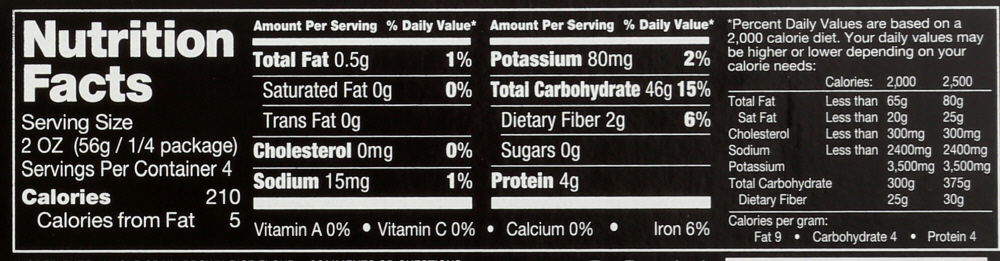 Nutrition
Facts
Serving Size
2 OZ (56g / 1/4 package)
Servings Per Container 4
Calories 210
Calories from Fat 5
Amount Per Serving % Daily Value*
Total Fat 0.5g 1%
Saturated Fat 0g 0%
Trans Fat 0g
Cholesterol 0mg 0%
Sodium 15mg 1%
Amount Per Serving % Daily Value*
Potassium 80mg 2%
Total Carbohydrate 46g 15%
Dietary Fiber 2g 6%
Sugars 0g
Protein 4g
Vitamin A 0% • Vitamin C 0% • Calcium 0% • Iron 6%
*Percent Daily Values are based on a
2,000 calorie diet. Your daily values may
be higher or lower depending on your
calorie needs:
Calories: 2,000 2,500
Total Fat Less than 65g 80g
Sat Fat Less than 20g 25g
Cholesterol Less than 300mg 300mg
Sodium Less than 2400mg 2400mg
Potassium 3,500mg 3,500mg
Total Carbohydrate 300g 375g
Dietary Fiber 25g 30g
Calories per gram:
Fat 9 • Carbohydrate 4 • Protein 4